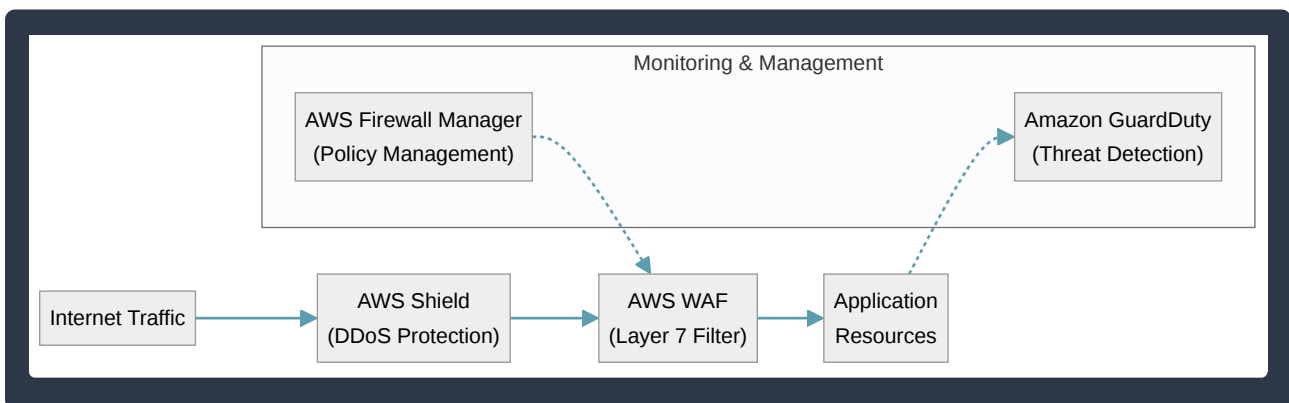 Monitoring & Management
AWS Firewall Manager
(Policy Management)
Amazon GuardDuty
(Threat Detection)
Internet Traffic
AWS Shield
(DDoS Protection)
AWS WAF
(Layer 7 Filter)
Application
Resources